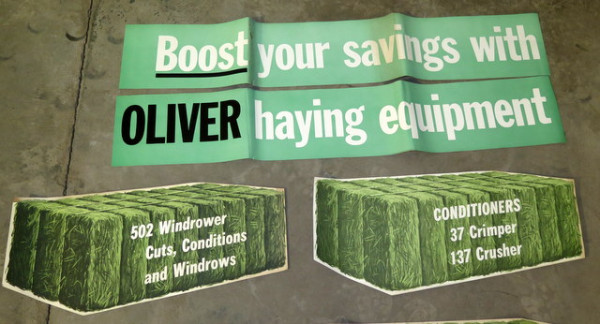 Boost your savings with
OLIVER haying equipment
502 Windrower
Cuts, Conditions
and Windrows
CONDITIONERS
37 Crimper
137 Crusher